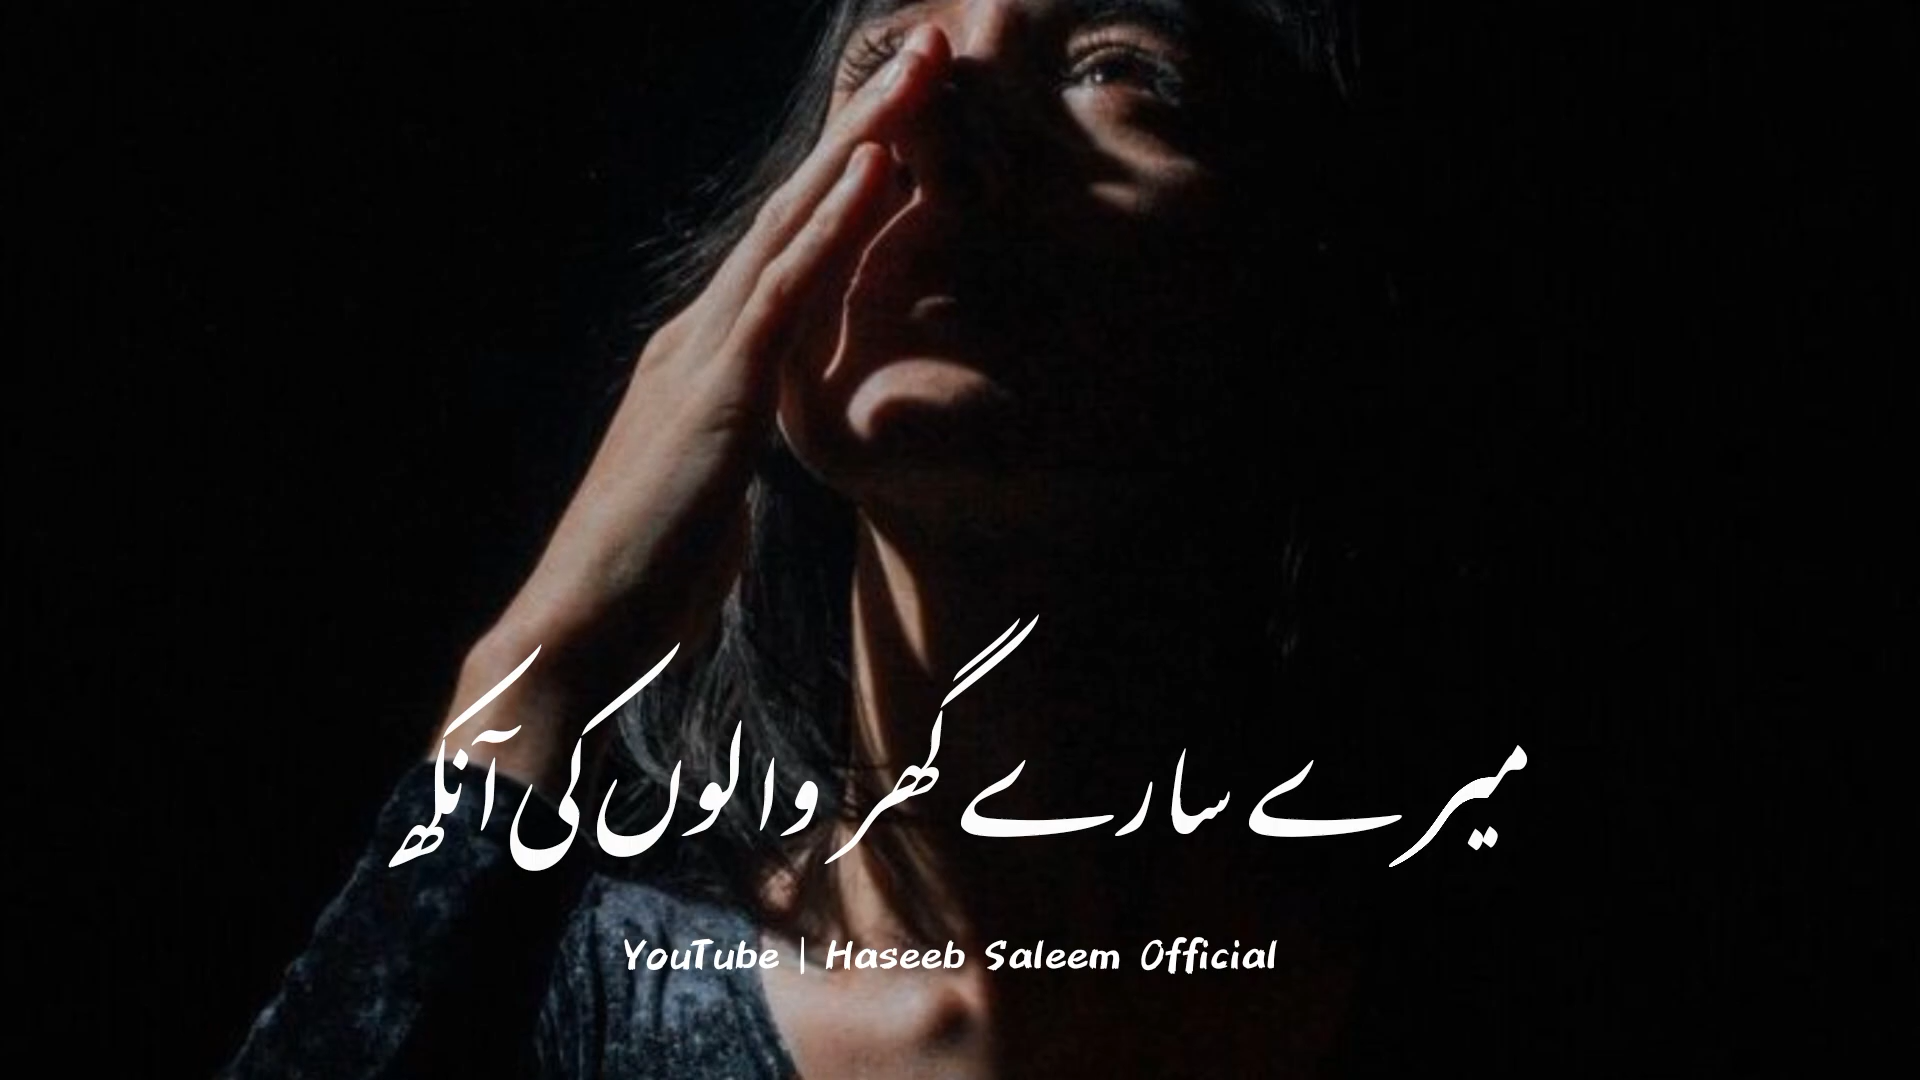 میرے سارے گھر والوں کی آنکھ
YouTube | Haseeb Saleem Official